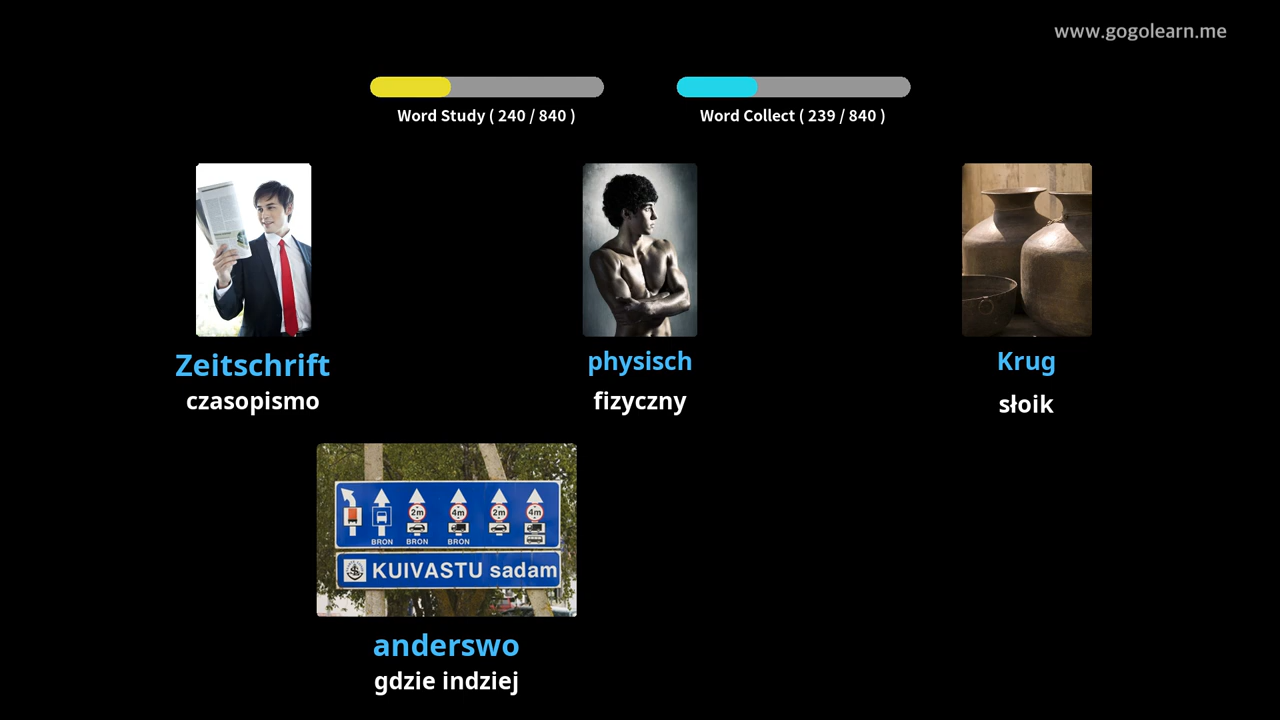 www.gogolearn.me
Word Study ( 240 / 840 )
Word Collect ( 239 / 840 )
Zeitschrift
czasopismo
physisch
fizyczny
Krug
słoik
2m
4m
2m
4m
BRON
BRON
BRON
KUIVASTU sadam
anderswo
gdzie indziej